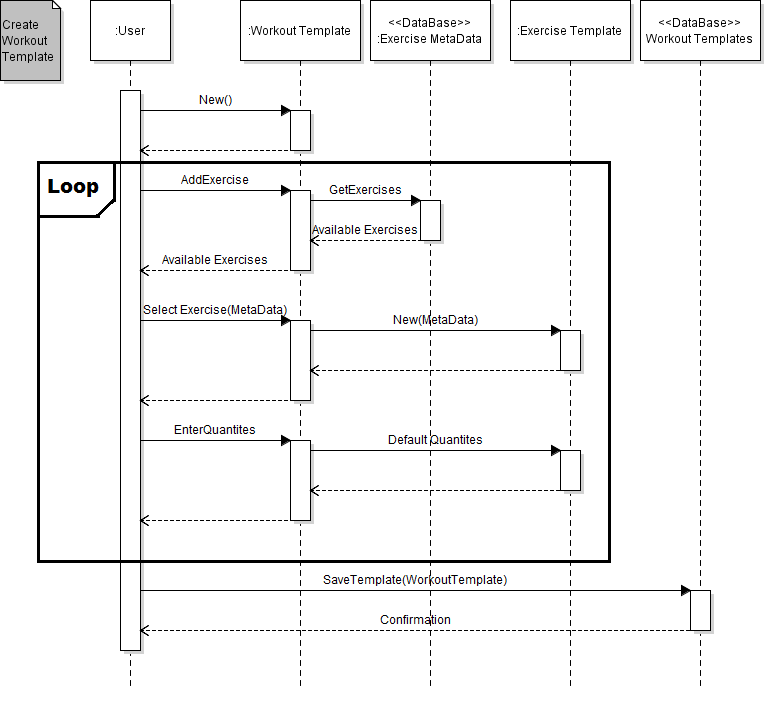 Create
Workout
Template
:User
:Workout Template
<<DataBase>>
:Exercise MetaData
:Exercise Template
<<DataBase>>
Workout Templates
New()
Loop
AddExercise
GetExercises
Available Exercises
Available Exercises
Select Exercise(MetaData)
New(MetaData)
EnterQuantites
Default Quantites
SaveTemplate(WorkoutTemplate)
Confirmation